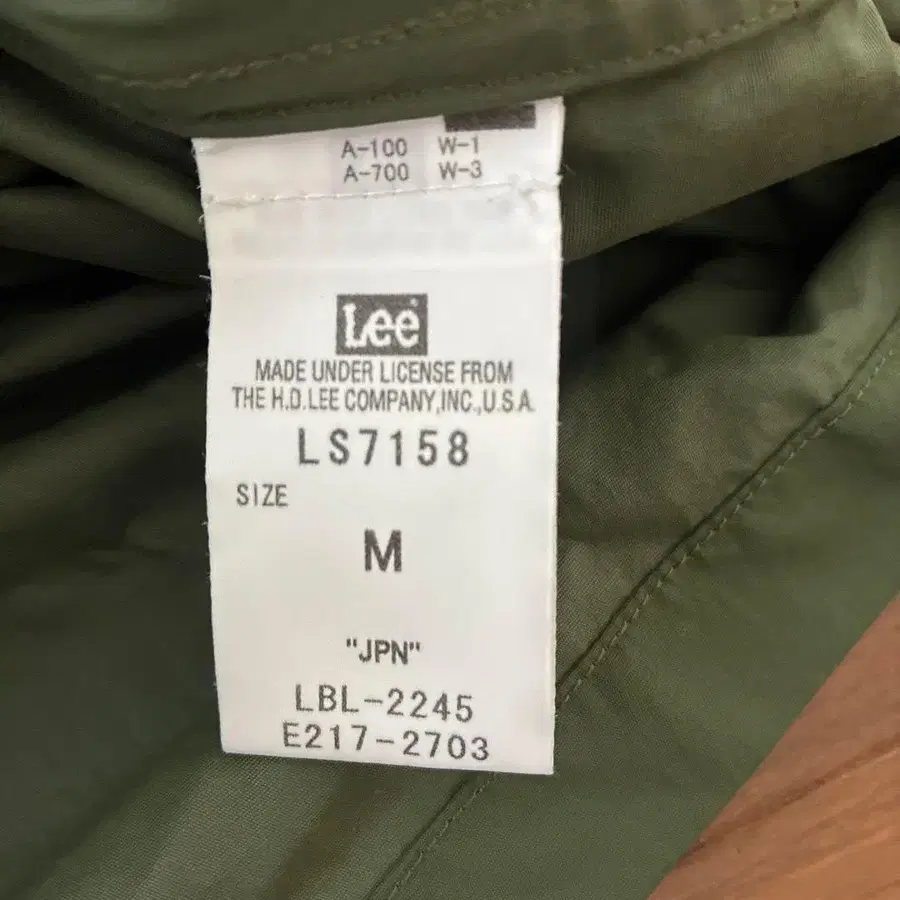 A-100 W-1
A-700 W-3
Lee
MADE UNDER LICENSE FROM
THE H.D.LEE COMPANY,INC.,U.S.A.
LS7158
SIZE
M
"JPN"
LBL-2245
E217-2703